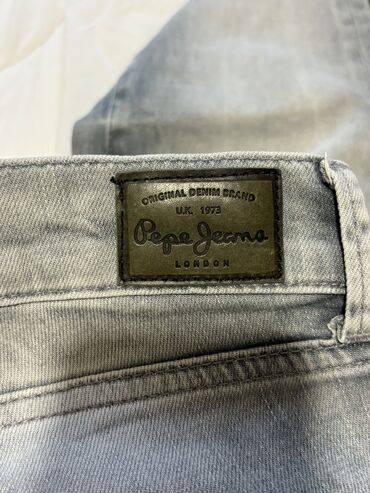 ORIGINAL DENIM BRAND
U.K. 1973
Pepe Jeans
LONDON